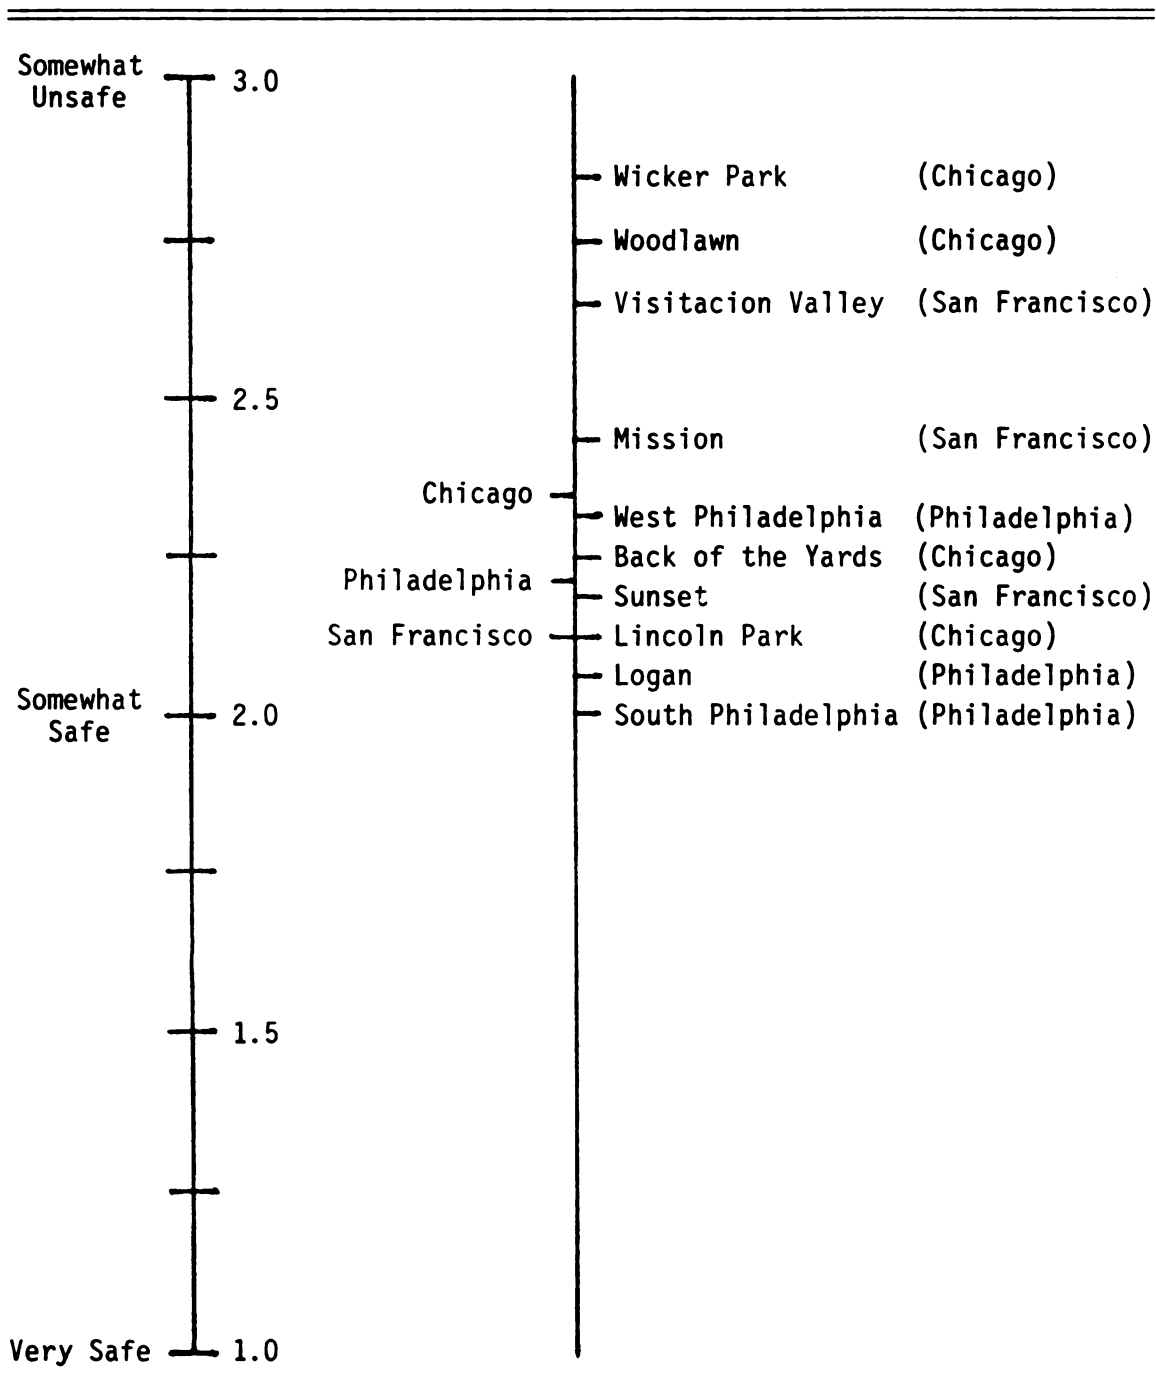 Somewhat
Unsafe
3.0
Wicker Park (Chicago)
Woodlawn (Chicago)
Visitacion Valley (San Francisco)
2.5
Mission (San Francisco)
Chicago
West Philadelphia (Philadelphia)
Back of the Yards (Chicago)
Philadelphia
Sunset (San Francisco)
San Francisco
Lincoln Park (Chicago)
Logan (Philadelphia)
Somewhat
Safe
2.0
South Philadelphia (Philadelphia)
1.5
Very Safe
1.0